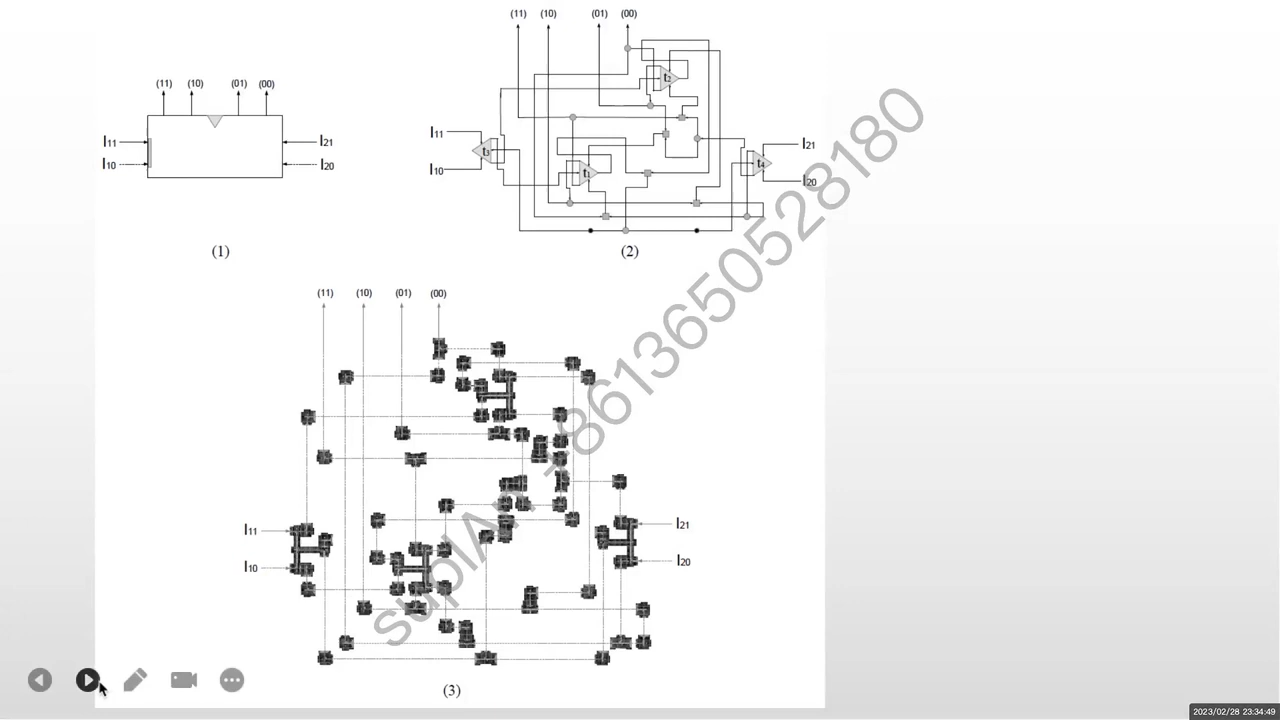 (11) (10) (01) (00)
I11 I21
I10 I20
(1)
(11) (10) (01) (00)
t2
I11 I21
t3 t4
I10 t1 I20
(2)
(11) (10) (01) (00)
I11 I21
I10 I20
(3)
2023/02/28 23:34:49